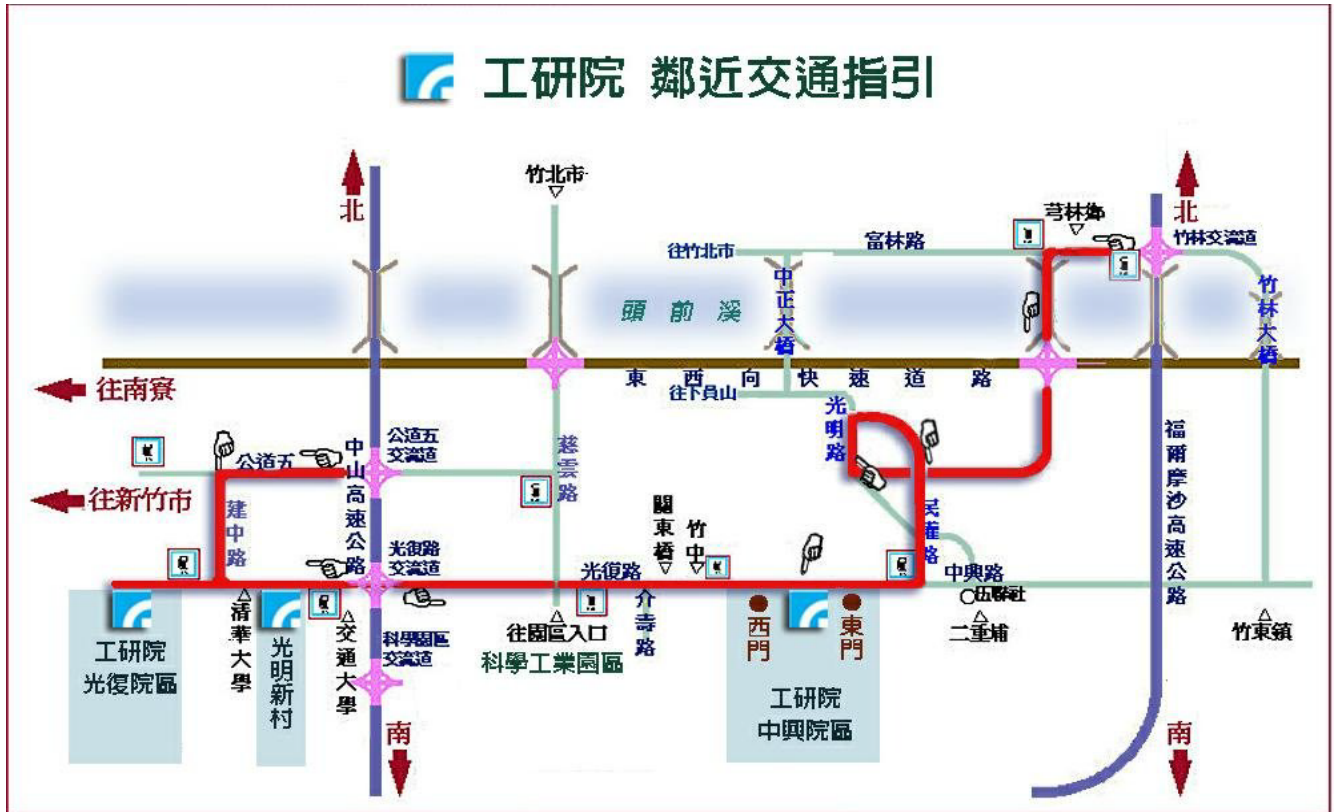 工研院 鄰近交通指引
北
竹北市
芎林鄉
北
往竹北市
富林路
竹林交流道
頭前溪
中正大橋
竹林大橋
東西向快速道路
往南寮
往下員山
光明路
公道五
中山高速公路
公道五
交流道
慈雲路
福爾摩沙高速公路
往新竹市
建中路
關東橋
竹中
民權路
光復路
交流道
光復路
中興路
介壽路
伍聯社
清華大學
交通大學
往園區入口
科學工業園區
二重埔
竹東鎮
工研院
光復院區
光明新村
科學園區
交流道
西門
東門
工研院
中興院區
南
南